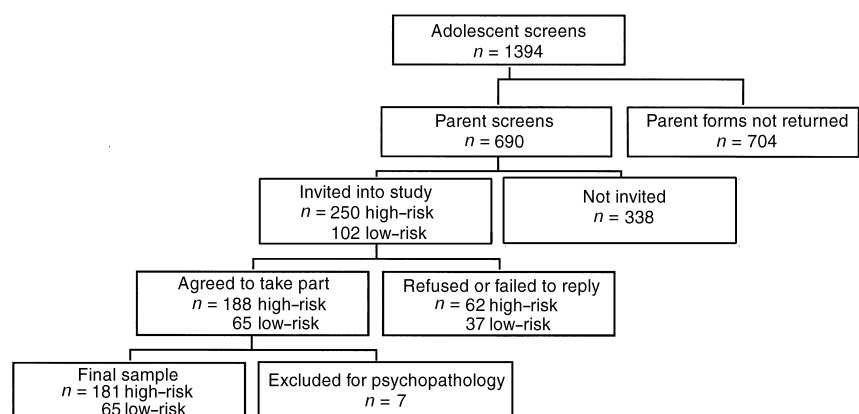 Adolescent screens
n = 1394
Parent screens
n = 690
Parent forms not returned
n = 704
Invited into study
n = 250 high–risk
102 low–risk
Not invited
n = 338
Agreed to take part
n = 188 high–risk
65 low–risk
Refused or failed to reply
n = 62 high–risk
37 low–risk
Final sample
n = 181 high–risk
65 low–risk
Excluded for psychopathology
n = 7